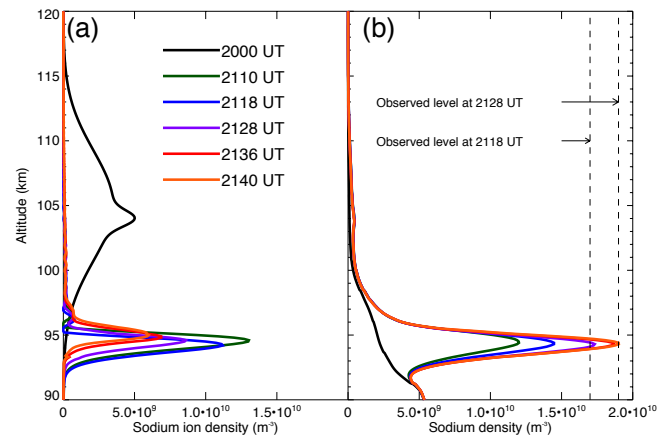 (a)
(b)
2000 UT
2110 UT
2118 UT
2128 UT
2136 UT
2140 UT
Observed level at 2128 UT
Observed level at 2118 UT
Altitude (km)
120
115
110
105
100
95
90
0
5.0•10⁹
1.0•10¹⁰
1.5•10¹⁰
Sodium ion density (m⁻³)
0
5.0•10⁹
1.0•10¹⁰
1.5•10¹⁰
2.0•10¹⁰
Sodium density (m⁻³)